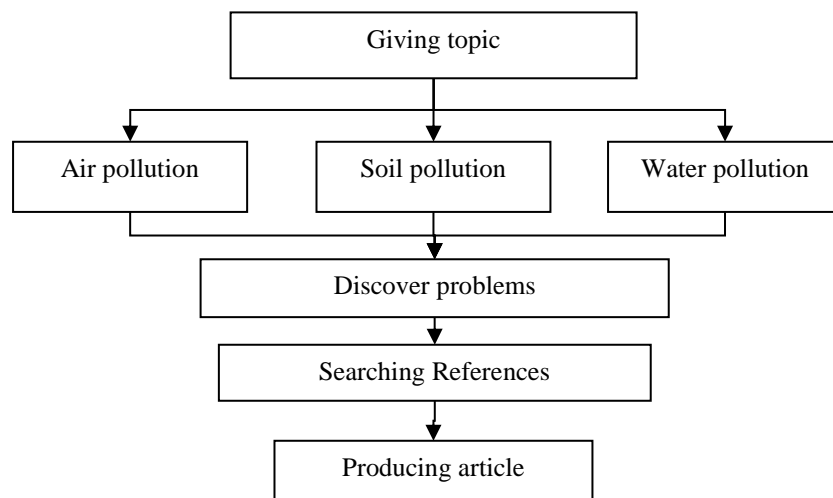 Giving topic
Air pollution
Soil pollution
Water pollution
Discover problems
Searching References
Producing article